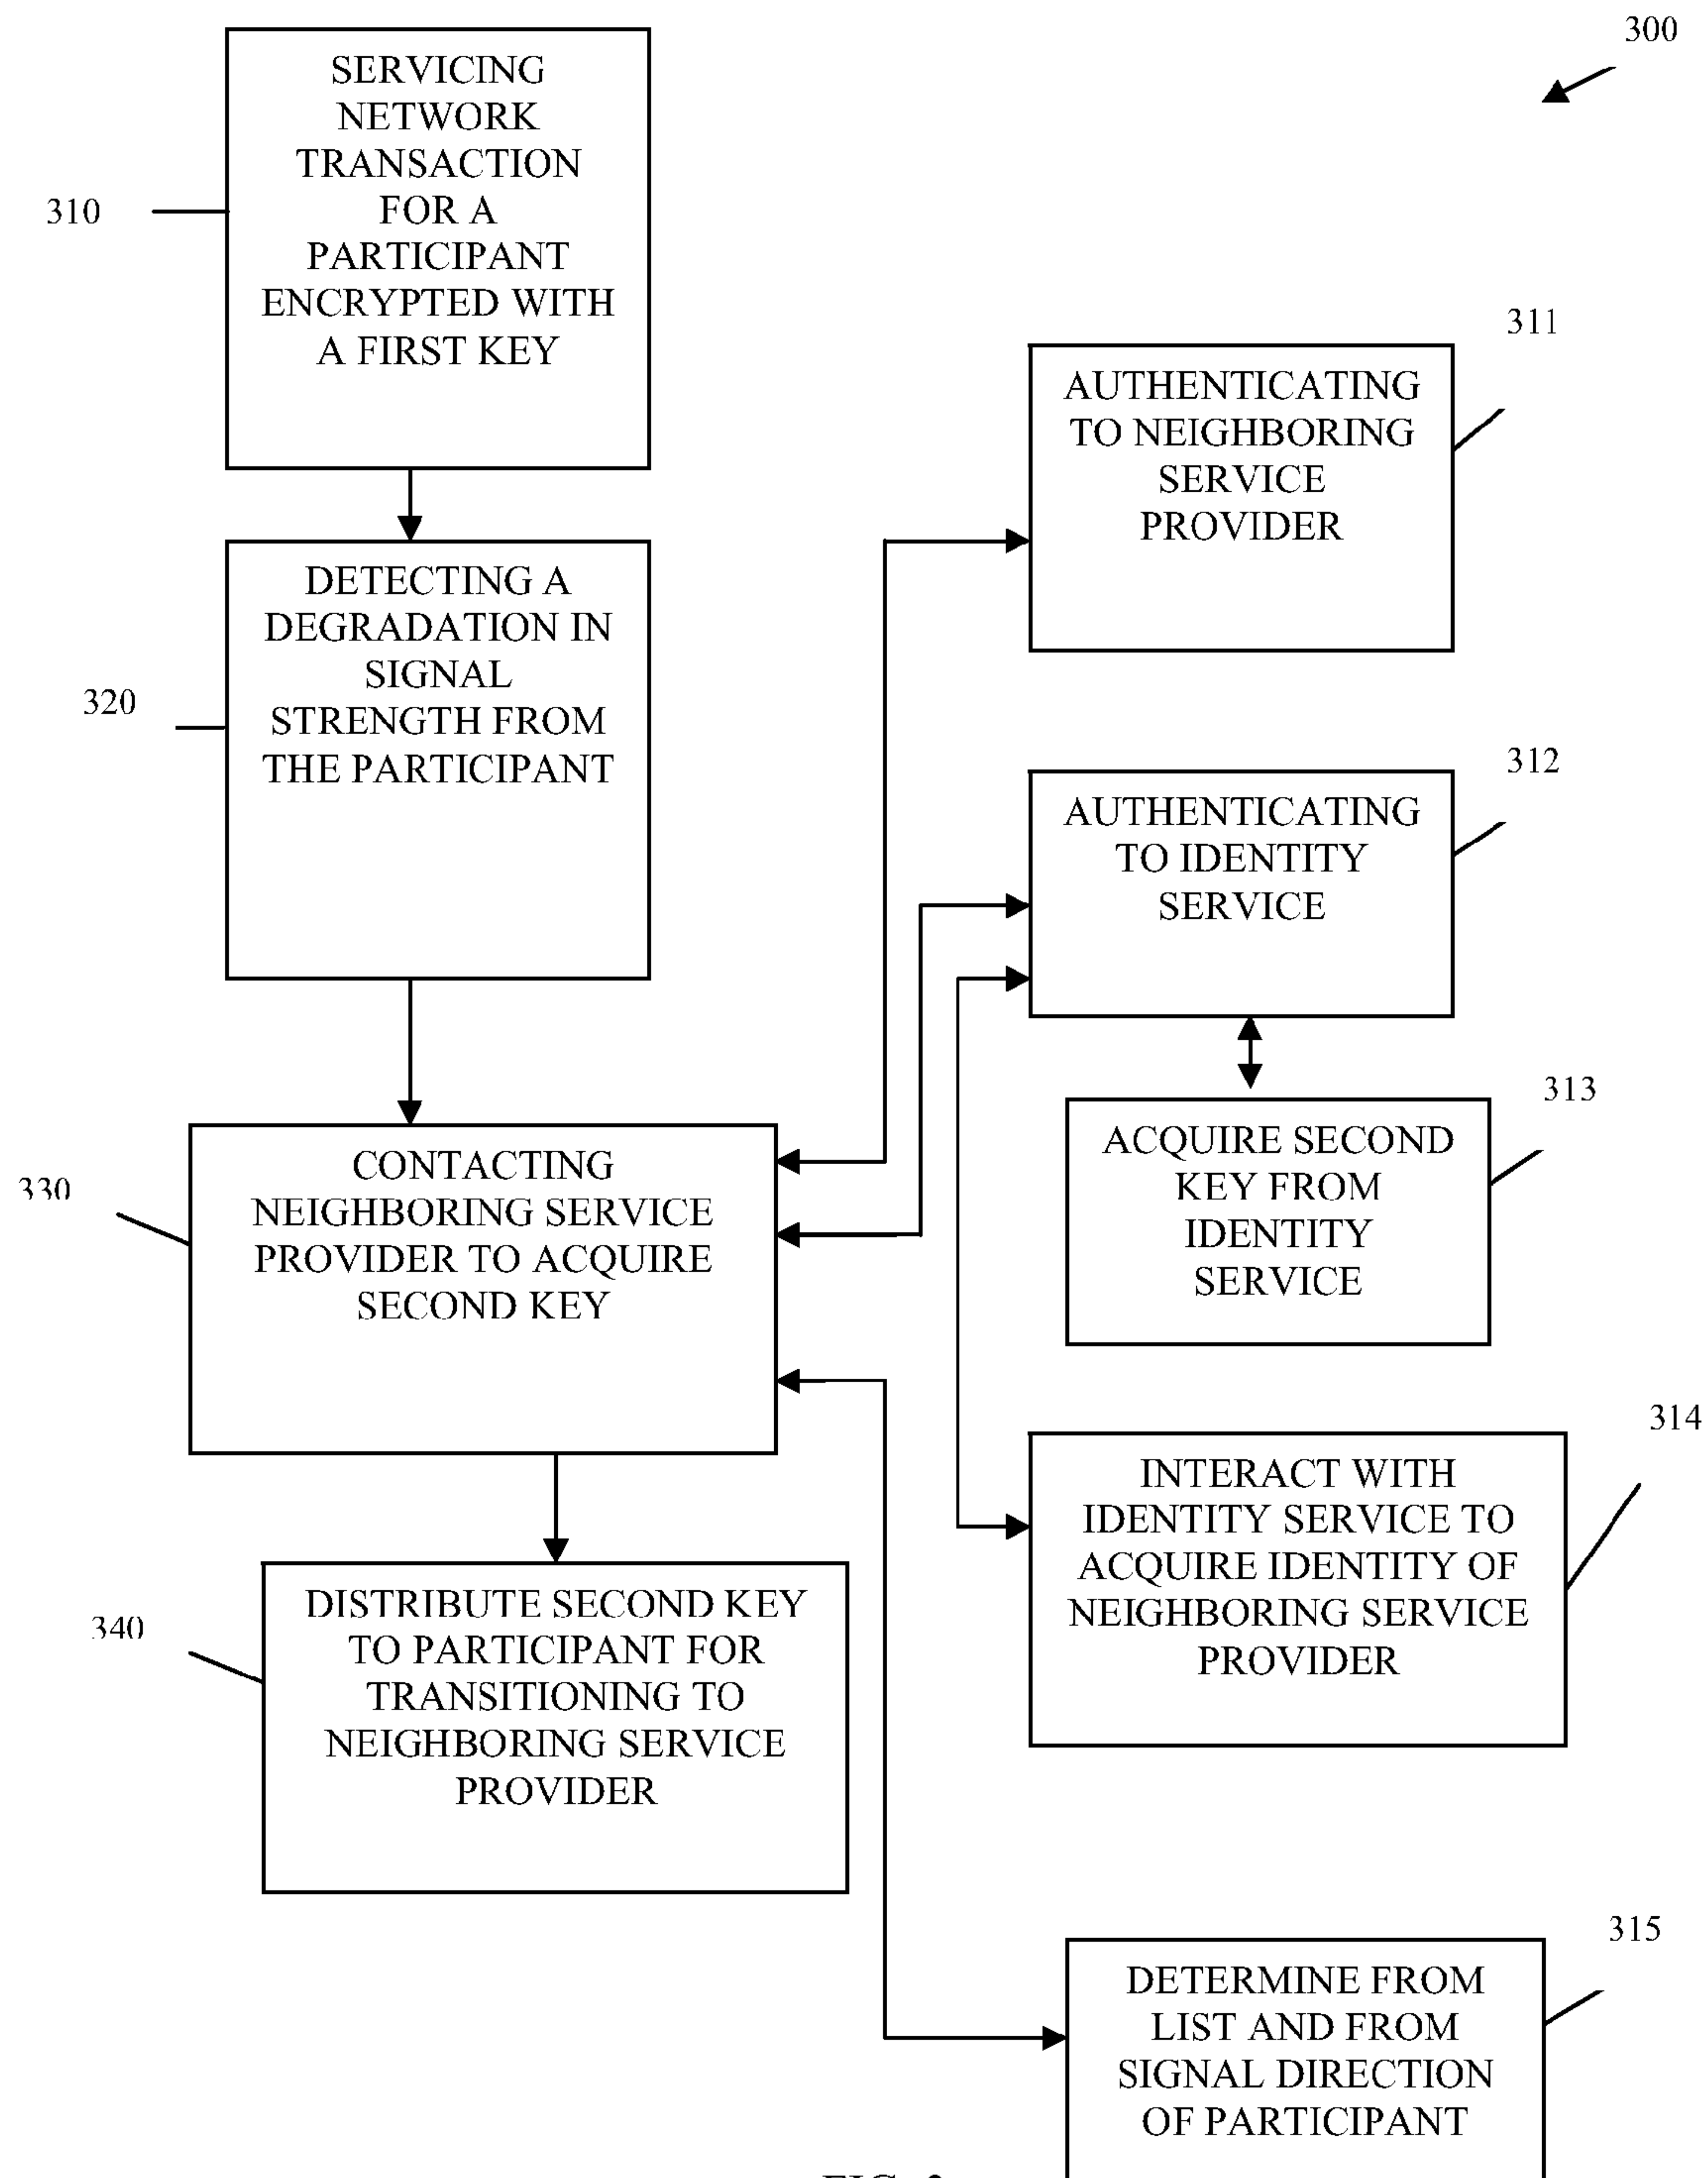 300
SERVICING
NETWORK
TRANSACTION
FOR A
PARTICIPANT
ENCRYPTED WITH
A FIRST KEY
310
311
AUTHENTICATING
TO NEIGHBORING
SERVICE
PROVIDER
DETECTING A
DEGRADATION IN
SIGNAL
STRENGTH FROM
THE PARTICIPANT
320
312
AUTHENTICATING
TO IDENTITY
SERVICE
313
ACQUIRE SECOND
KEY FROM
IDENTITY
SERVICE
330
CONTACTING
NEIGHBORING SERVICE
PROVIDER TO ACQUIRE
SECOND KEY
314
INTERACT WITH
IDENTITY SERVICE TO
ACQUIRE IDENTITY OF
NEIGHBORING SERVICE
PROVIDER
340
DISTRIBUTE SECOND KEY
TO PARTICIPANT FOR
TRANSITIONING TO
NEIGHBORING SERVICE
PROVIDER
315
DETERMINE FROM
LIST AND FROM
SIGNAL DIRECTION
OF PARTICIPANT